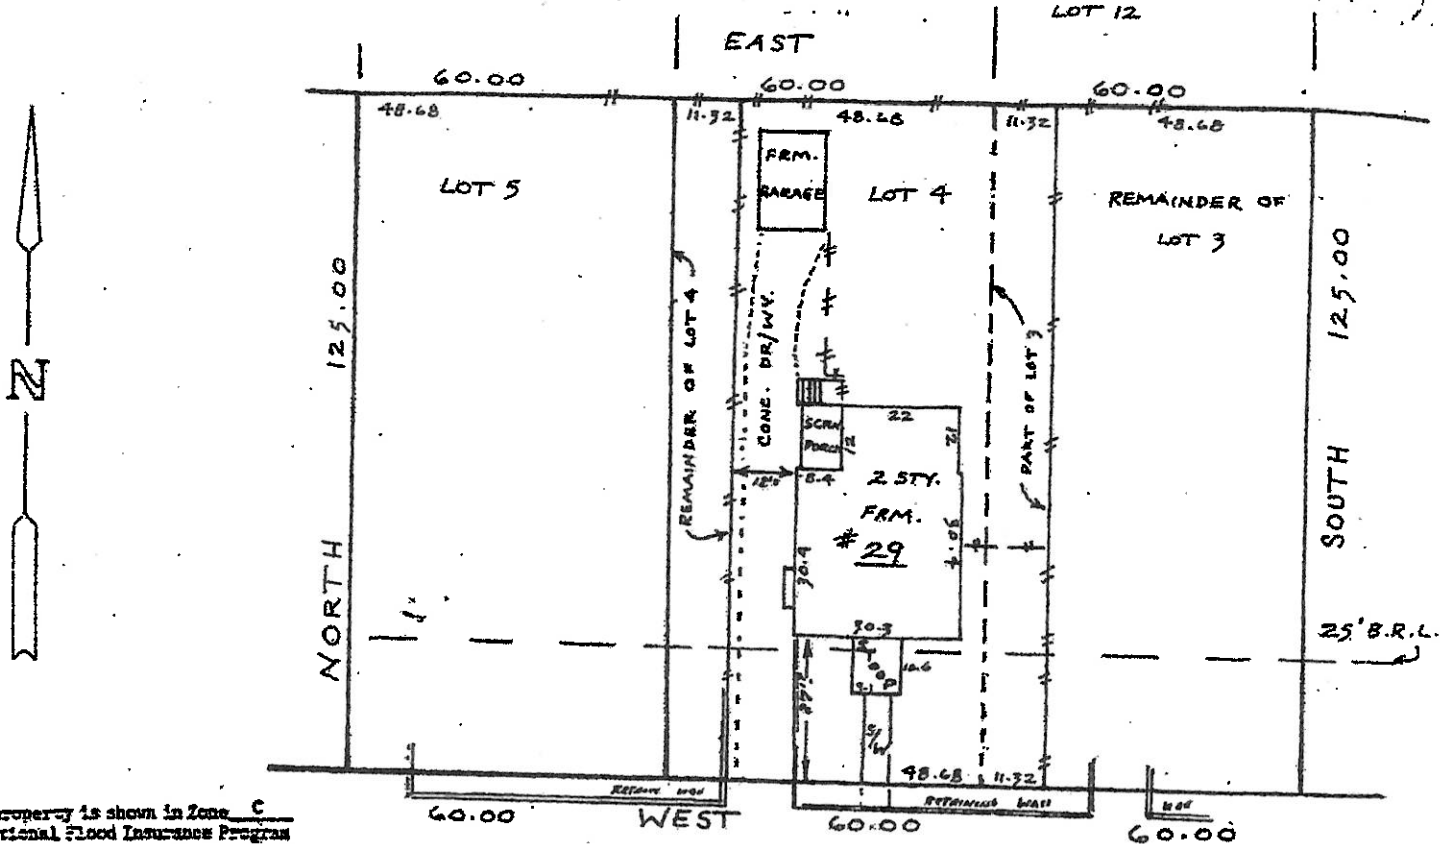 LOT 12
EAST
60.00
60.00
60.00
48.68
11.32
48.68
11.32
48.68
FRM.
GARAGE
LOT 5
LOT 4
REMAINDER OF
LOT 3
125.00
125.00
N
REMAINDER OF LOT 4
CONC. DR/WY.
PART OF LOT 3
22
SCRN
PORCH
12
12
8.4
2 STY.
FRM.
# 29
30.4
30.4
NORTH
SOUTH
30.3
STOOP
10.6
25' B.R.L.
S/W
48.68
11.32
RETAINING WALL
60.00
WEST
60.00
60.00
property is shown in Zone C
National Flood Insurance Program